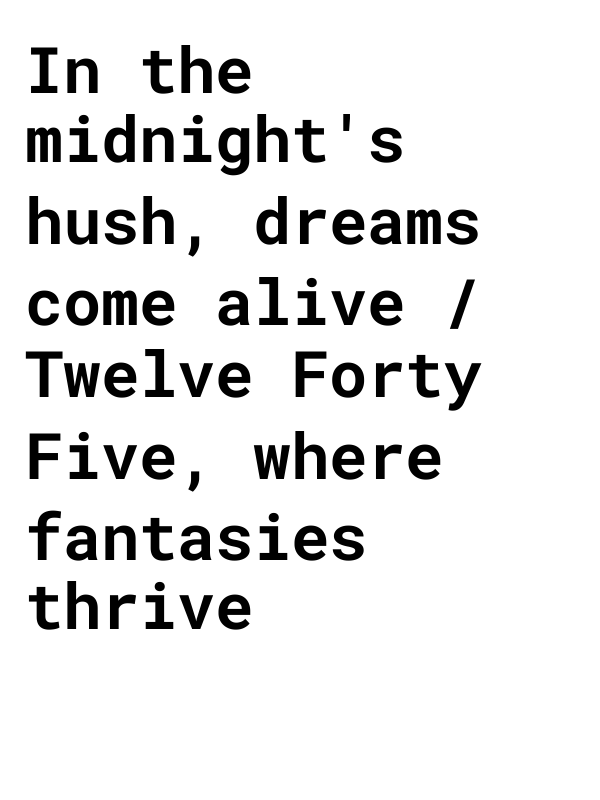 In the
midnight's
hush, dreams
come alive /
Twelve Forty
Five, where
fantasies
thrive